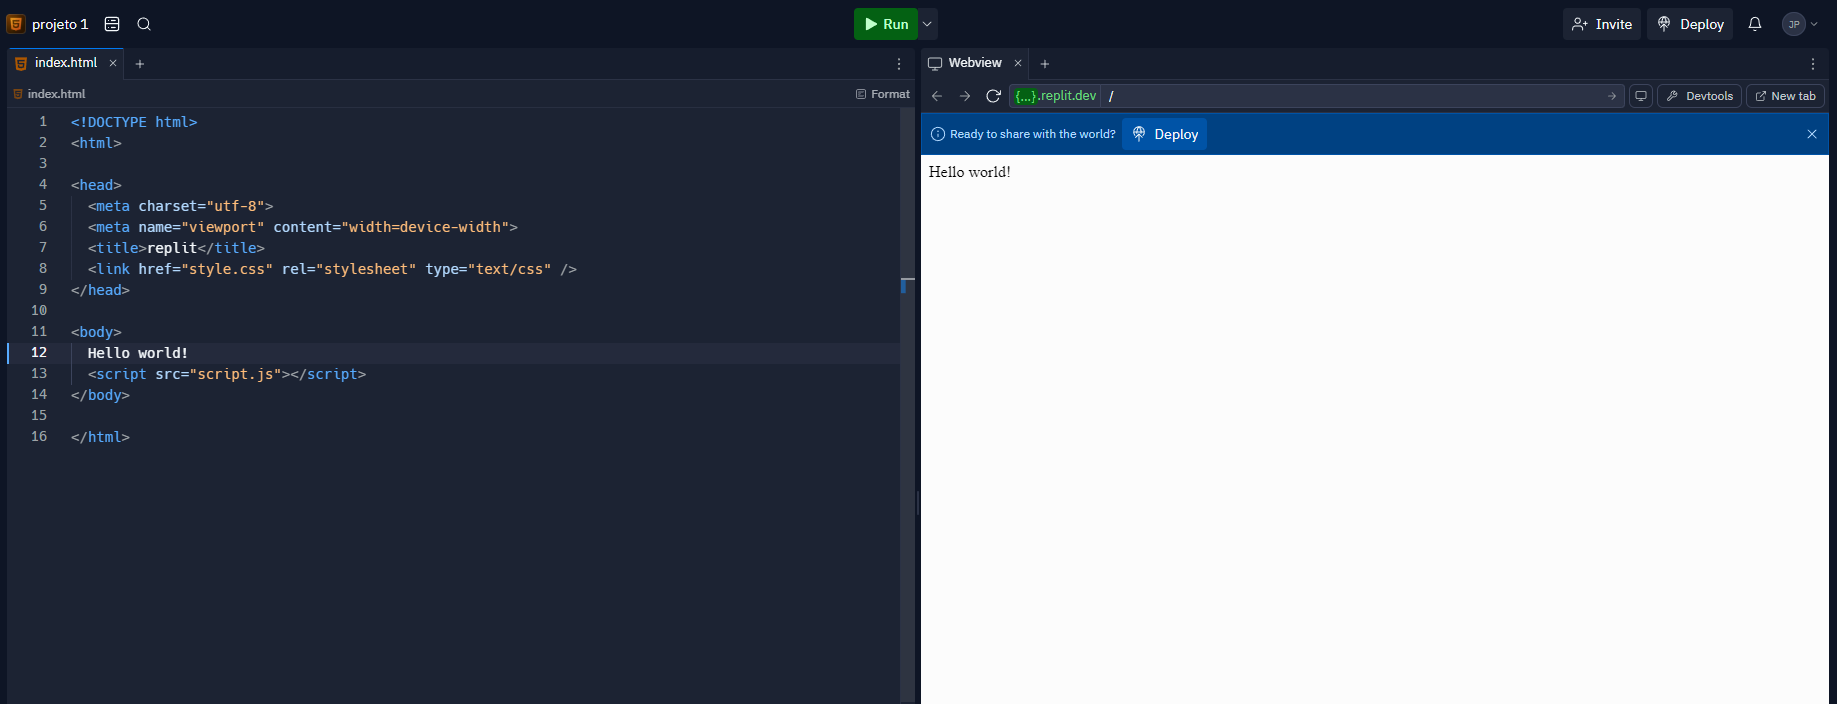 projeto 1
Run
Invite
Deploy
JP
index.html
Webview
index.html
Format
{...}.replit.dev /
Devtools
New tab
Ready to share with the world?
Deploy
1 <!DOCTYPE html>
2 <html>
3
4 <head>
5 <meta charset="utf-8">
6 <meta name="viewport" content="width=device-width">
7 <title>replit</title>
8 <link href="style.css" rel="stylesheet" type="text/css" />
9 </head>
10
11 <body>
12 Hello world!
13 <script src="script.js"></script>
14 </body>
15
16 </html>
Hello world!